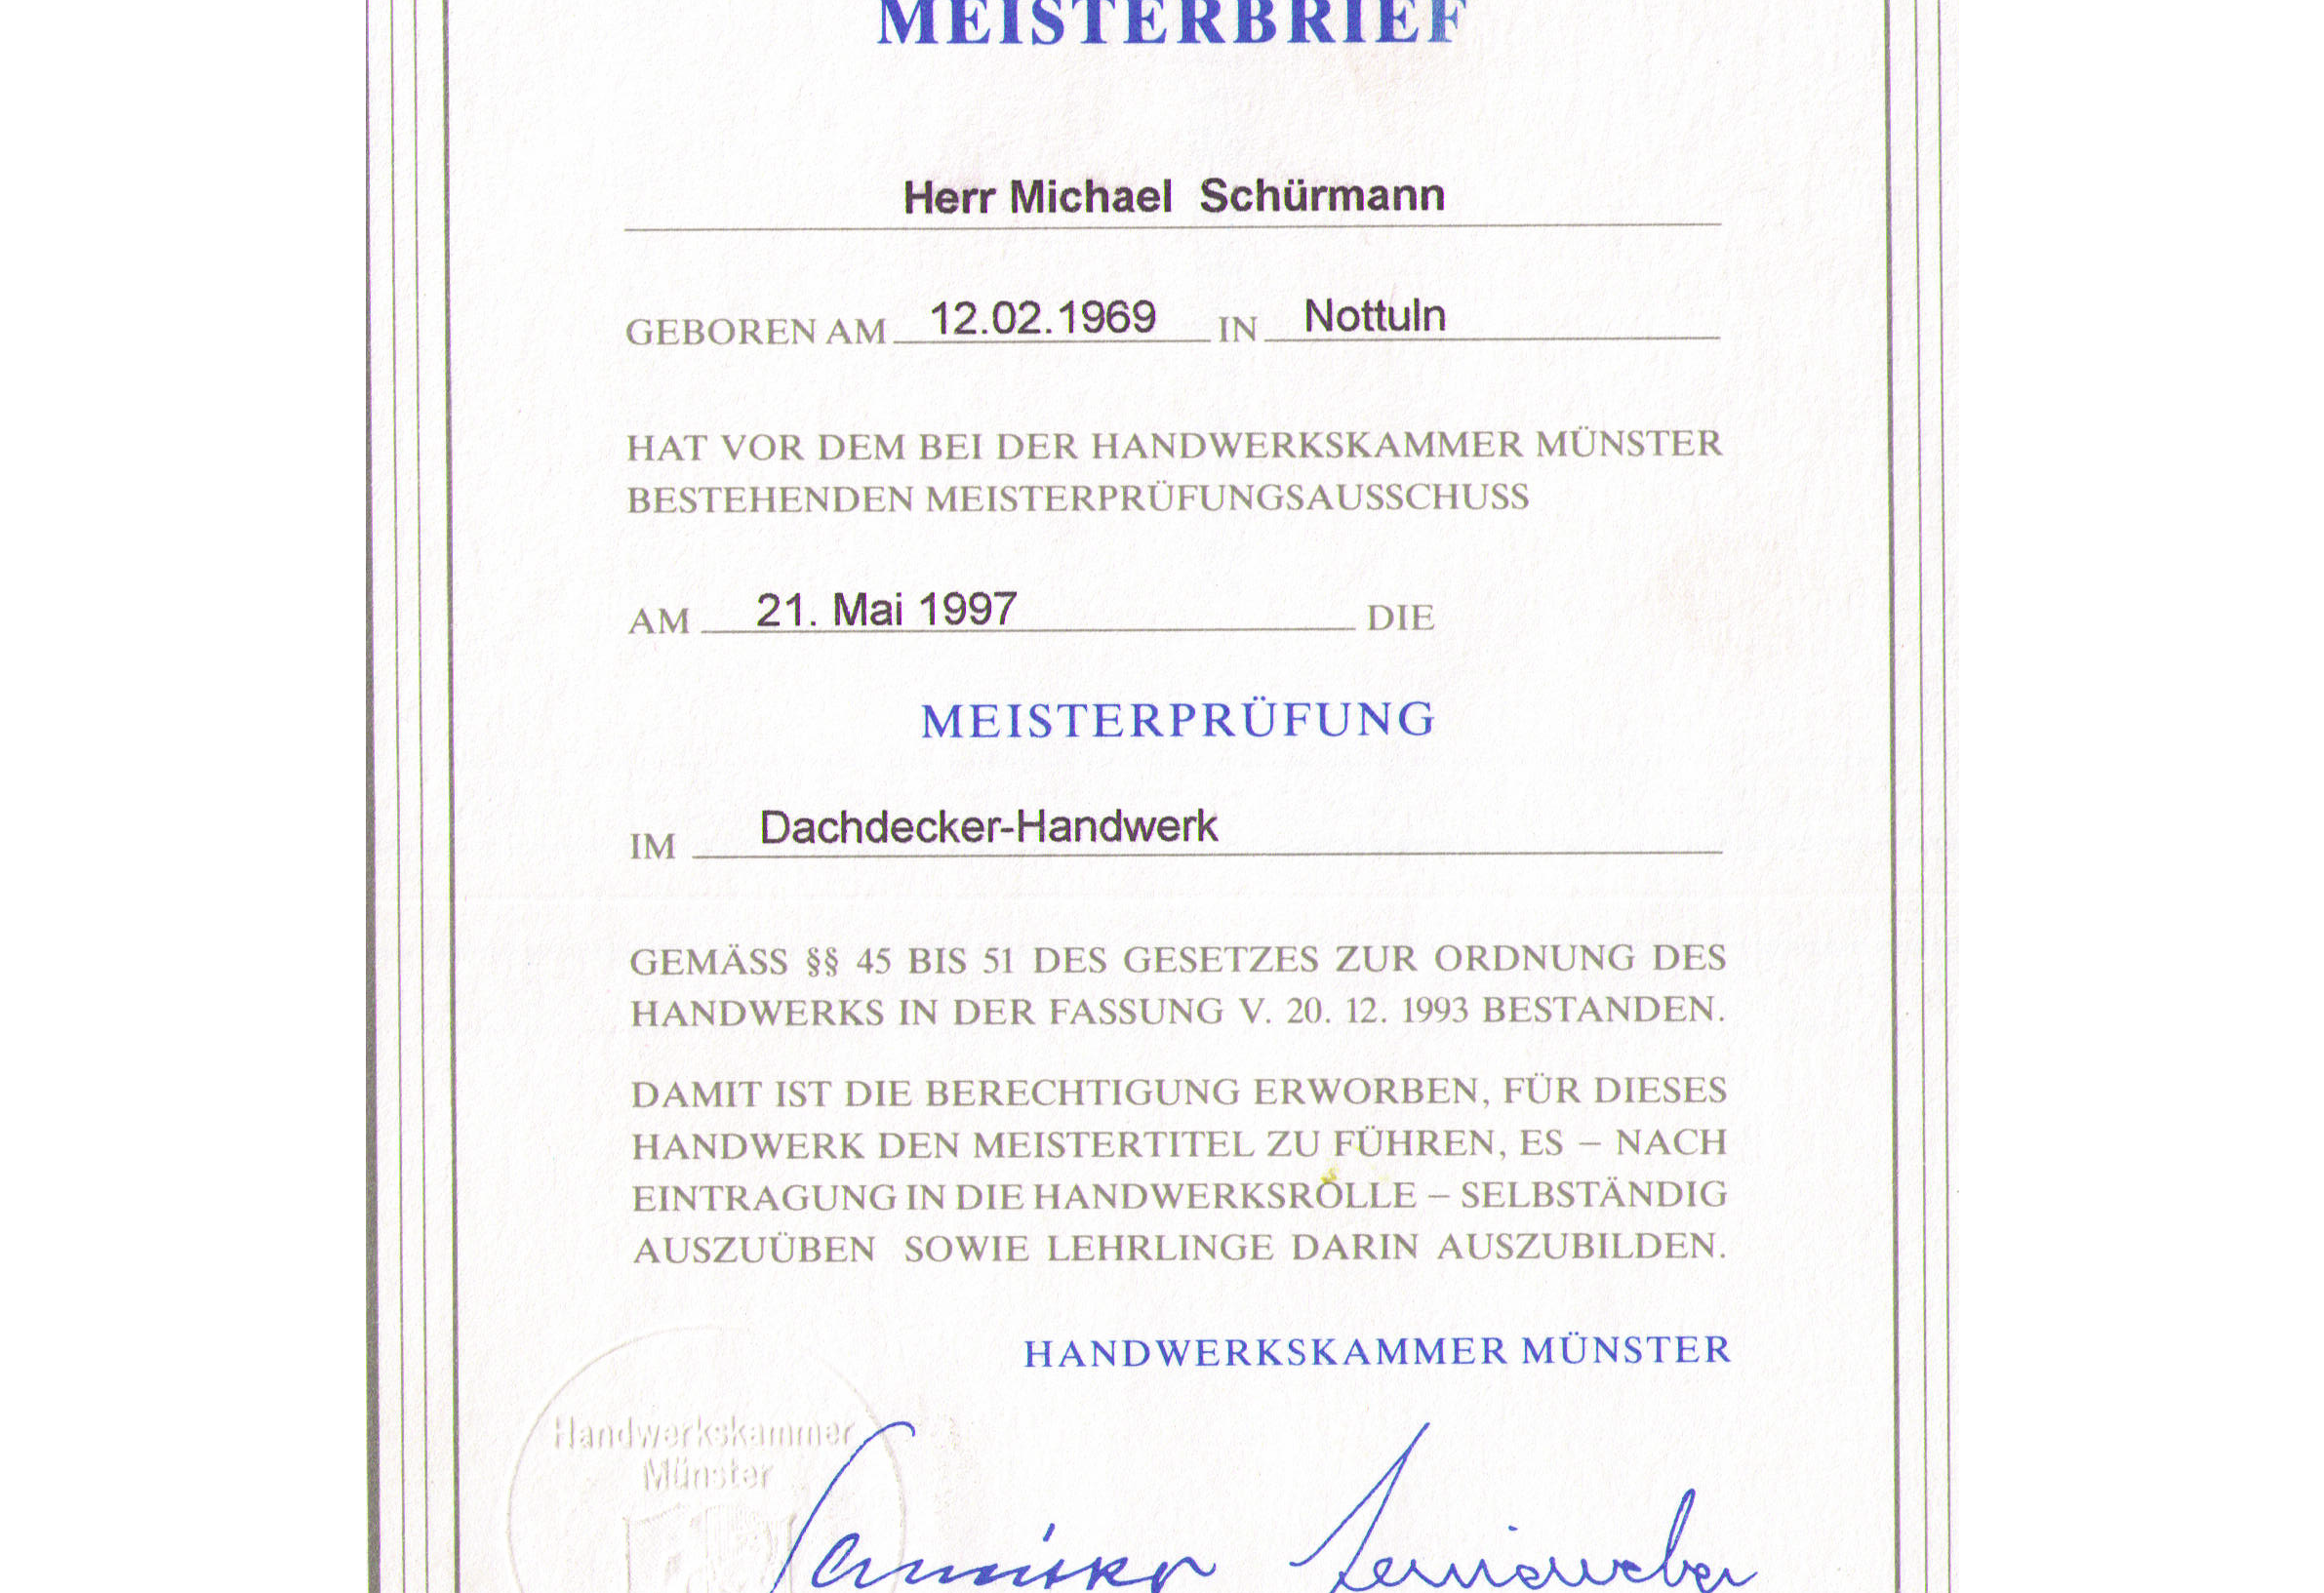 MEISTERBRIEF
Herr Michael Schürmann
GEBOREN AM 12.02.1969 IN Nottuln
HAT VOR DEM BEI DER HANDWERKSKAMMER MÜNSTER
BESTEHENDEN MEISTERPRÜFUNGSAUSSCHUSS
AM 21. Mai 1997 DIE
MEISTERPRÜFUNG
IM Dachdecker-Handwerk
GEMÄSS §§ 45 BIS 51 DES GESETZES ZUR ORDNUNG DES
HANDWERKS IN DER FASSUNG V. 20. 12. 1993 BESTANDEN.
DAMIT IST DIE BERECHTIGUNG ERWORBEN, FÜR DIESES
HANDWERK DEN MEISTERTITEL ZU FÜHREN, ES – NACH
EINTRAGUNG IN DIE HANDWERKSROLLE – SELBSTÄNDIG
AUSZUÜBEN SOWIE LEHRLINGE DARIN AUSZUBILDEN.
HANDWERKSKAMMER MÜNSTER
Handwerkskammer
Münster